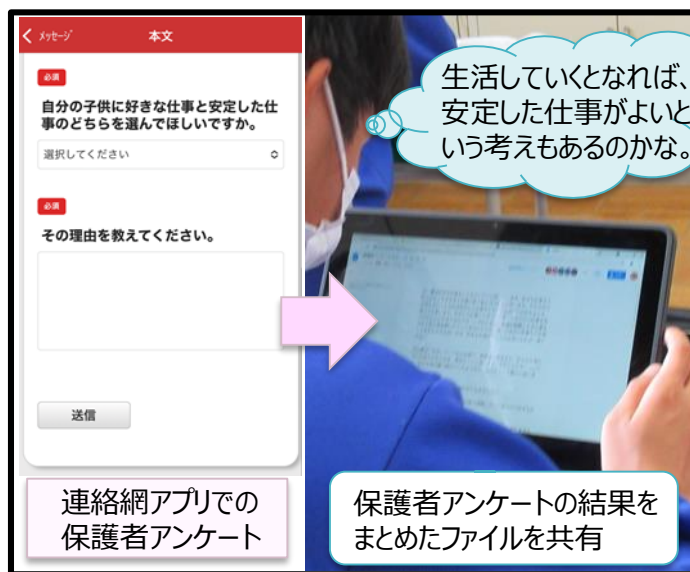 メッセージ
本文
必須
自分の子供に好きな仕事と安定した仕
事のどちらを選んでほしいですか。
選択してください
必須
その理由を教えてください。
送信
連絡網アプリでの
保護者アンケート
生活していくとなれば、
安定した仕事がよいと
いう考えもあるのかな。
保護者アンケートの結果を
まとめたファイルを共有